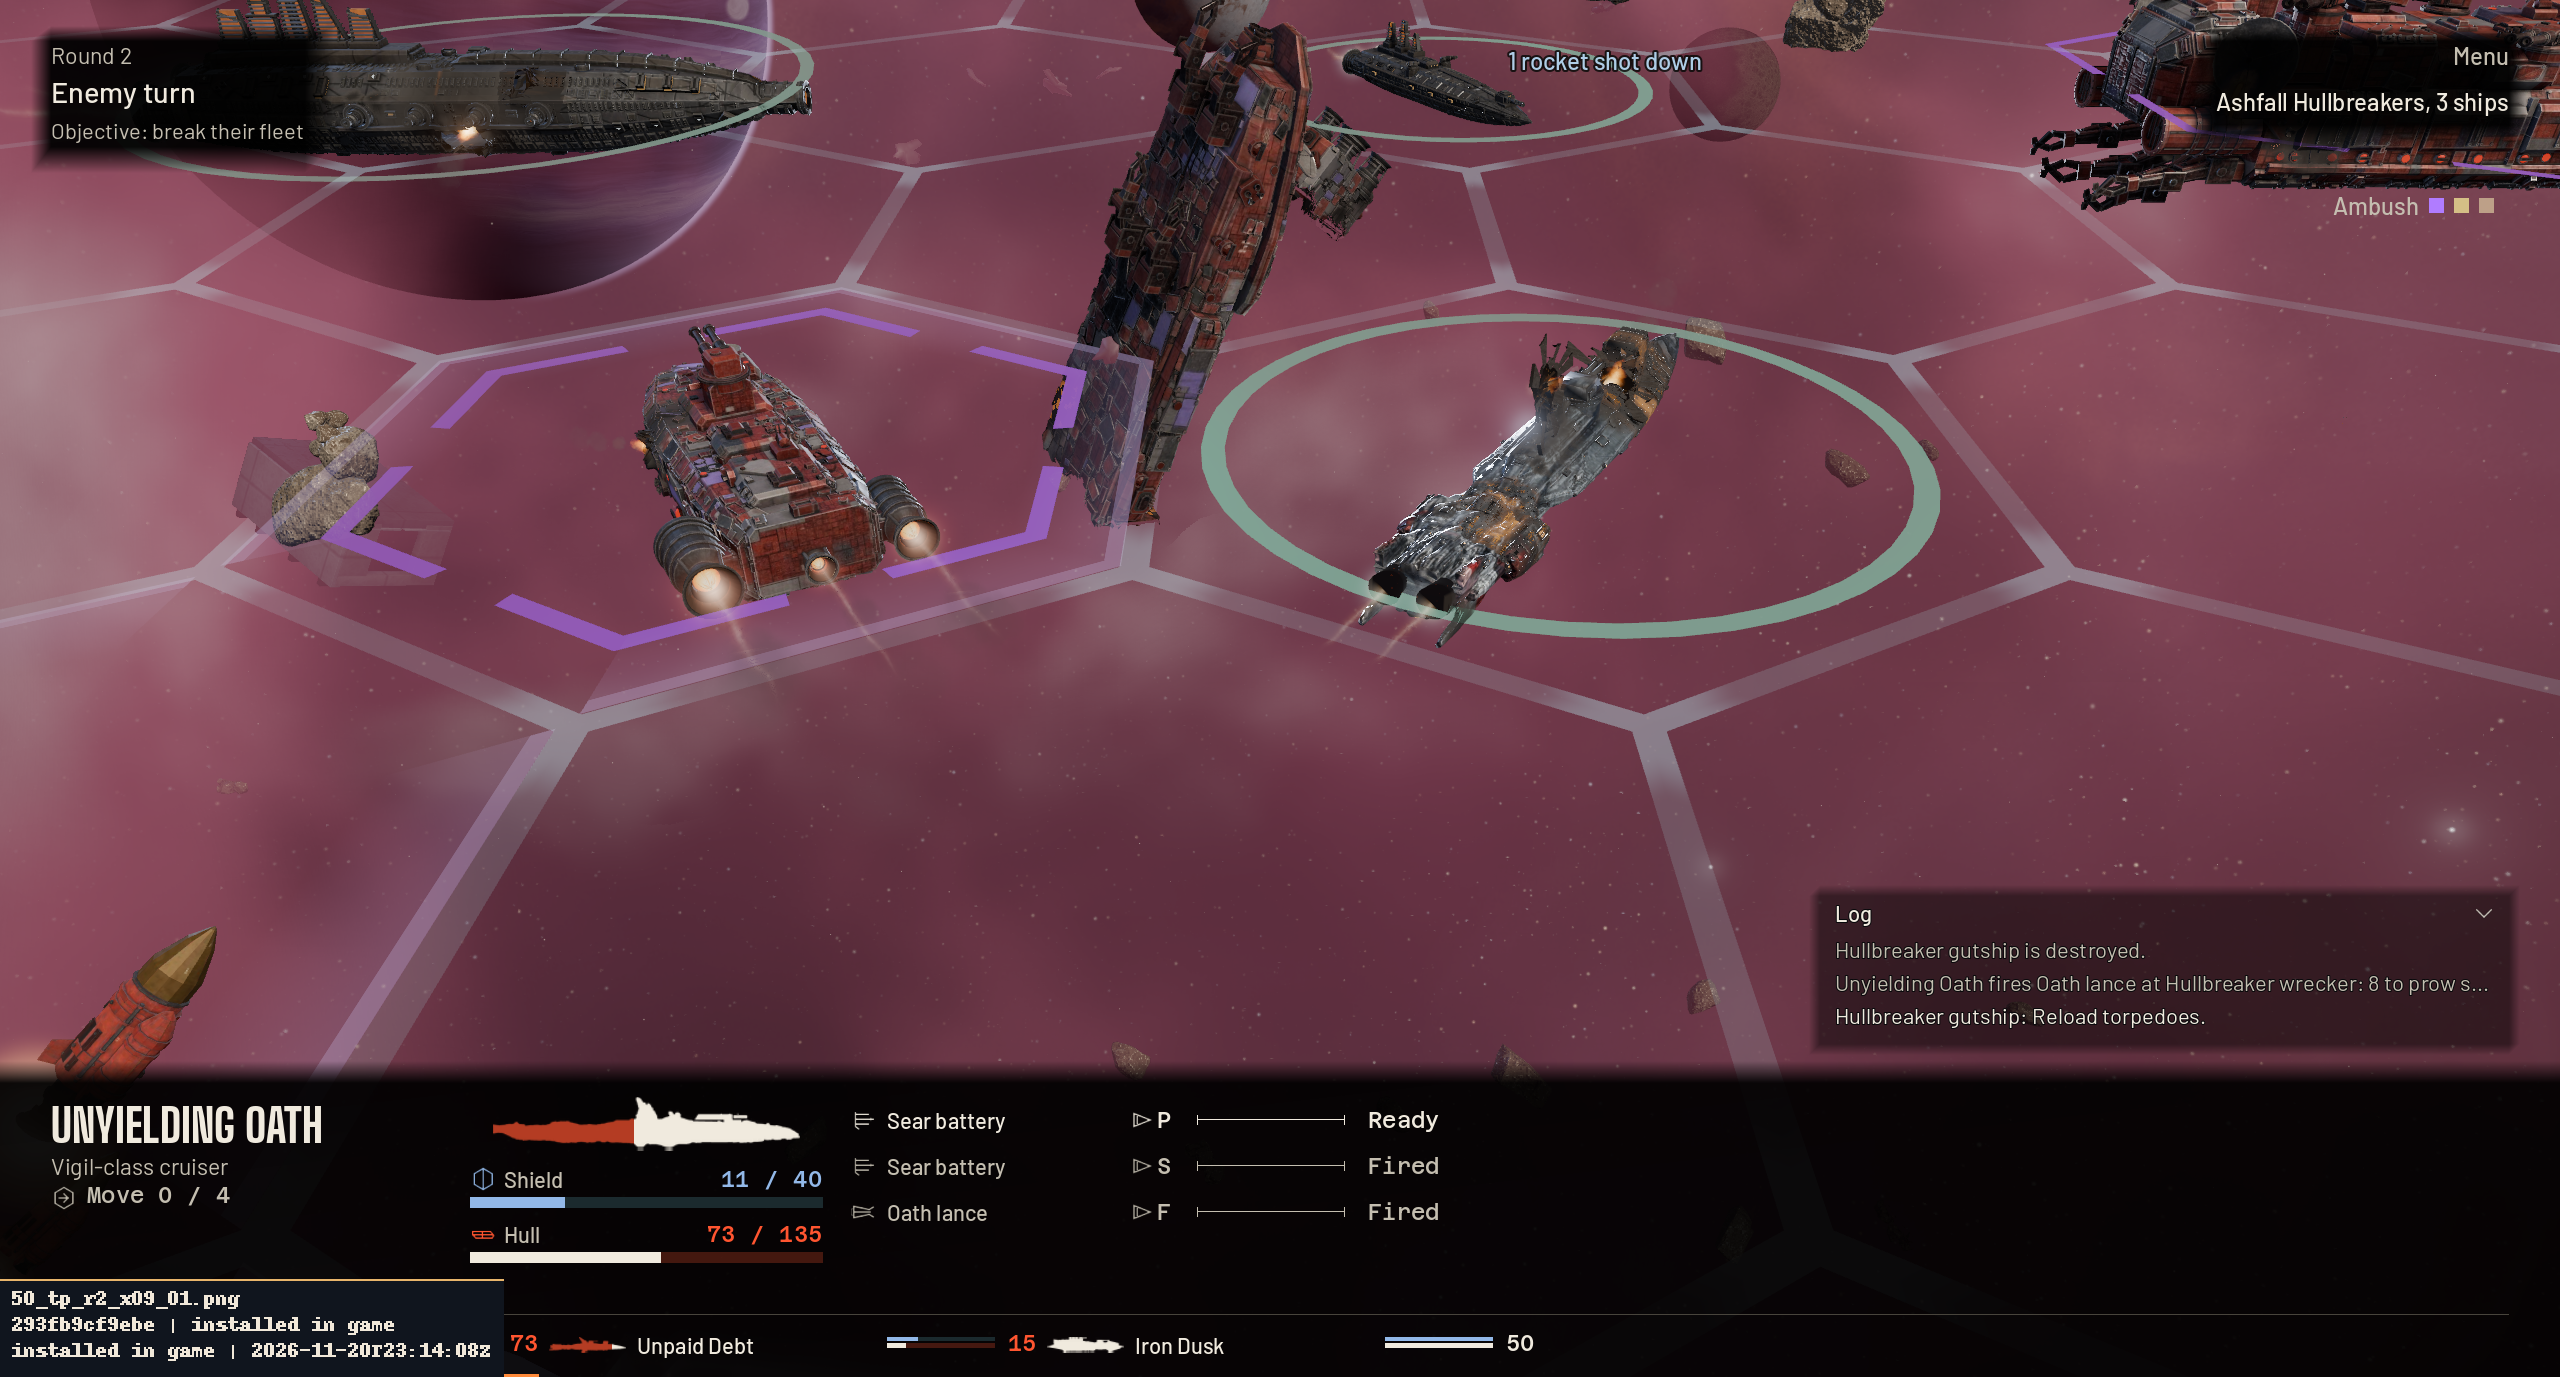 Round 2
Enemy turn
Objective: break their fleet
1 rocket shot down
Menu
Ashfall Hullbreakers, 3 ships
Ambush
Log
Hullbreaker gutship is destroyed.
Unyielding Oath fires Oath lance at Hullbreaker wrecker: 8 to prow s...
Hullbreaker gutship: Reload torpedoes.
UNYIELDING OATH
Vigil-class cruiser
Move 0 / 4
Shield 11 / 40
Hull 73 / 135
Sear battery P Ready
Sear battery S Fired
Oath lance F Fired
50_tp_r2_x09_01.png
293fb9cf9ebe | installed in game
installed in game | 2026-11-20T23:14:08Z
73 Unpaid Debt 15 Iron Dusk 50